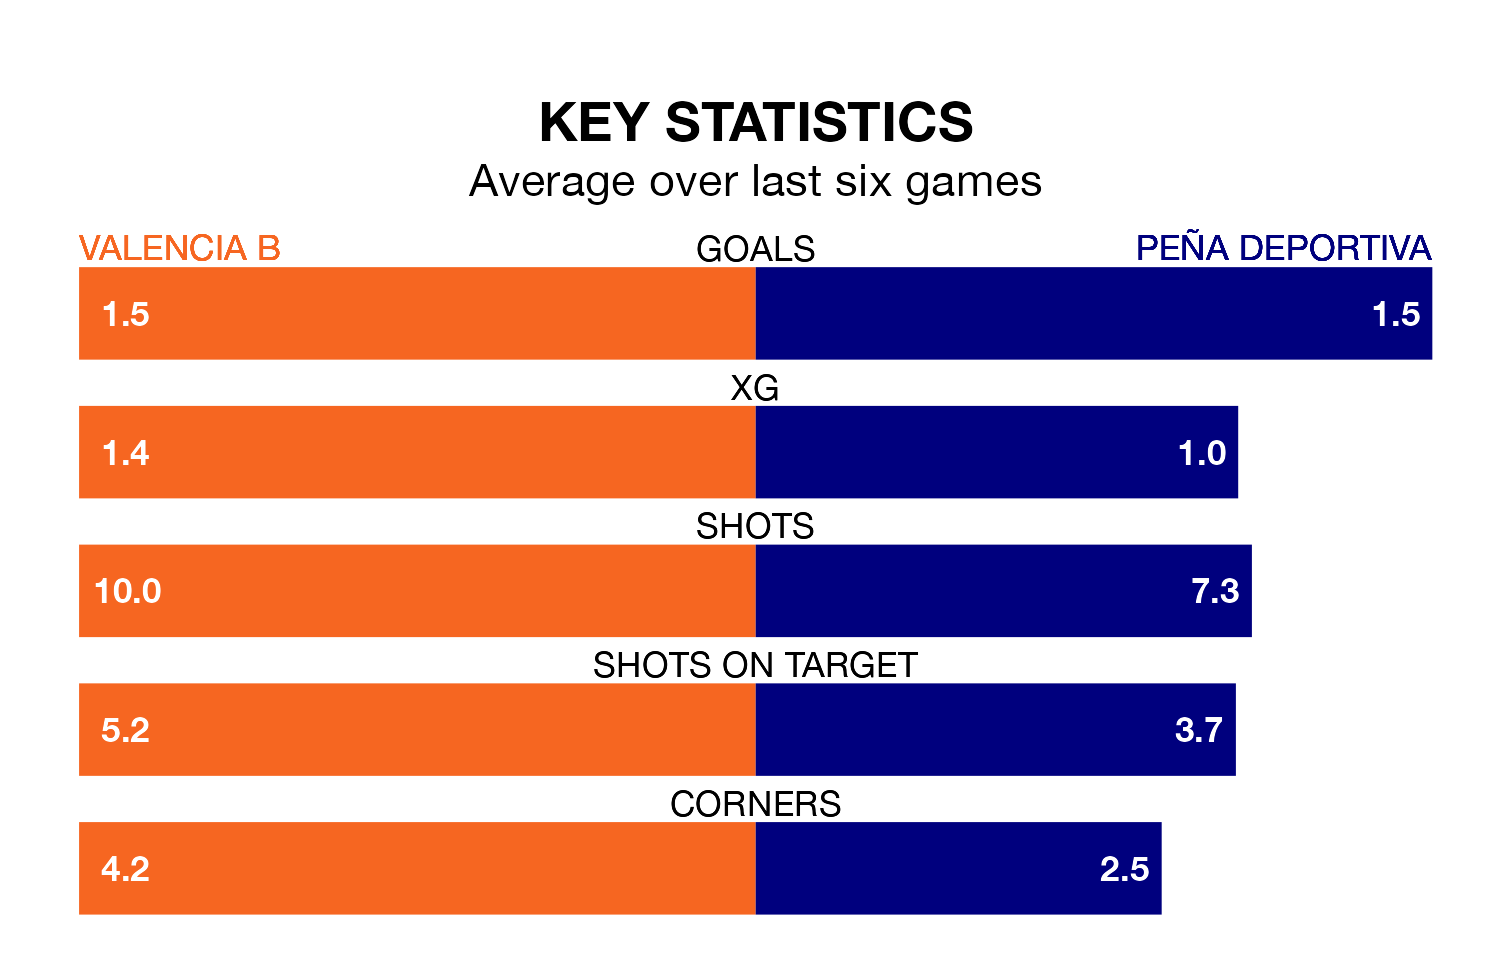 KEY STATISTICS
Average over last six games
VALENCIA B GOALS PEÑA DEPORTIVA
1.5 1.5
XG
1.4 1.0
SHOTS
10.0 7.3
SHOTS ON TARGET
5.2 3.7
CORNERS
4.2 2.5